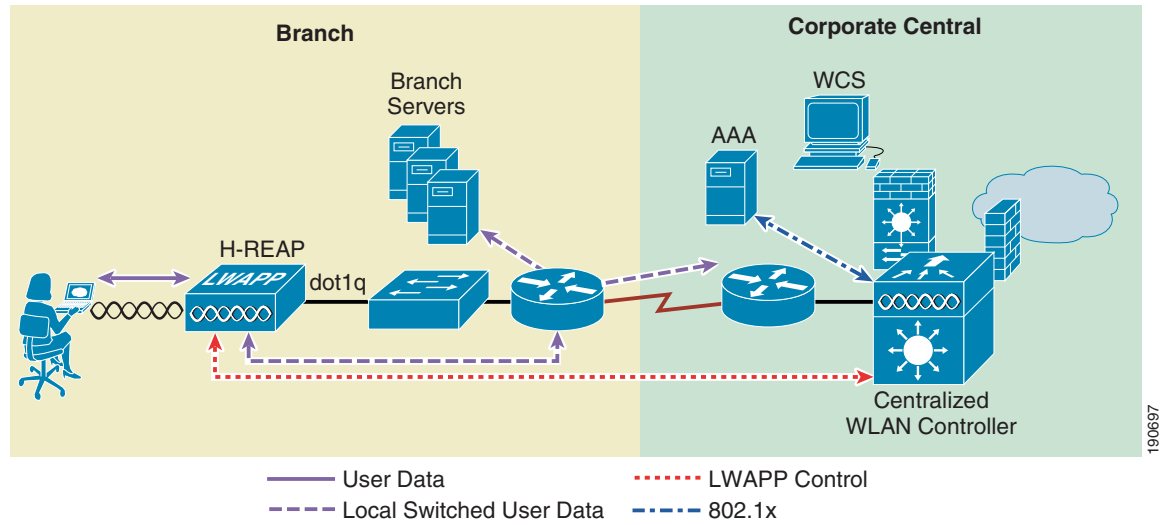 Branch
Corporate Central
Branch
Servers
WCS
AAA
H-REAP
LWAPP
dot1q
Centralized
WLAN Controller
190697
User Data
LWAPP Control
Local Switched User Data
802.1x